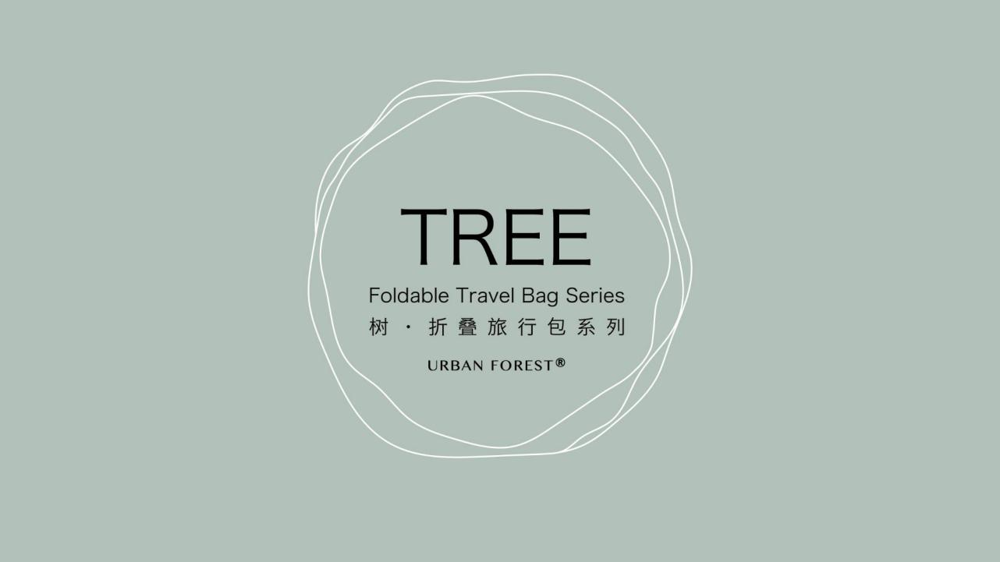 TREE
Foldable Travel Bag Series
树·折叠旅行包系列
URBAN FOREST®